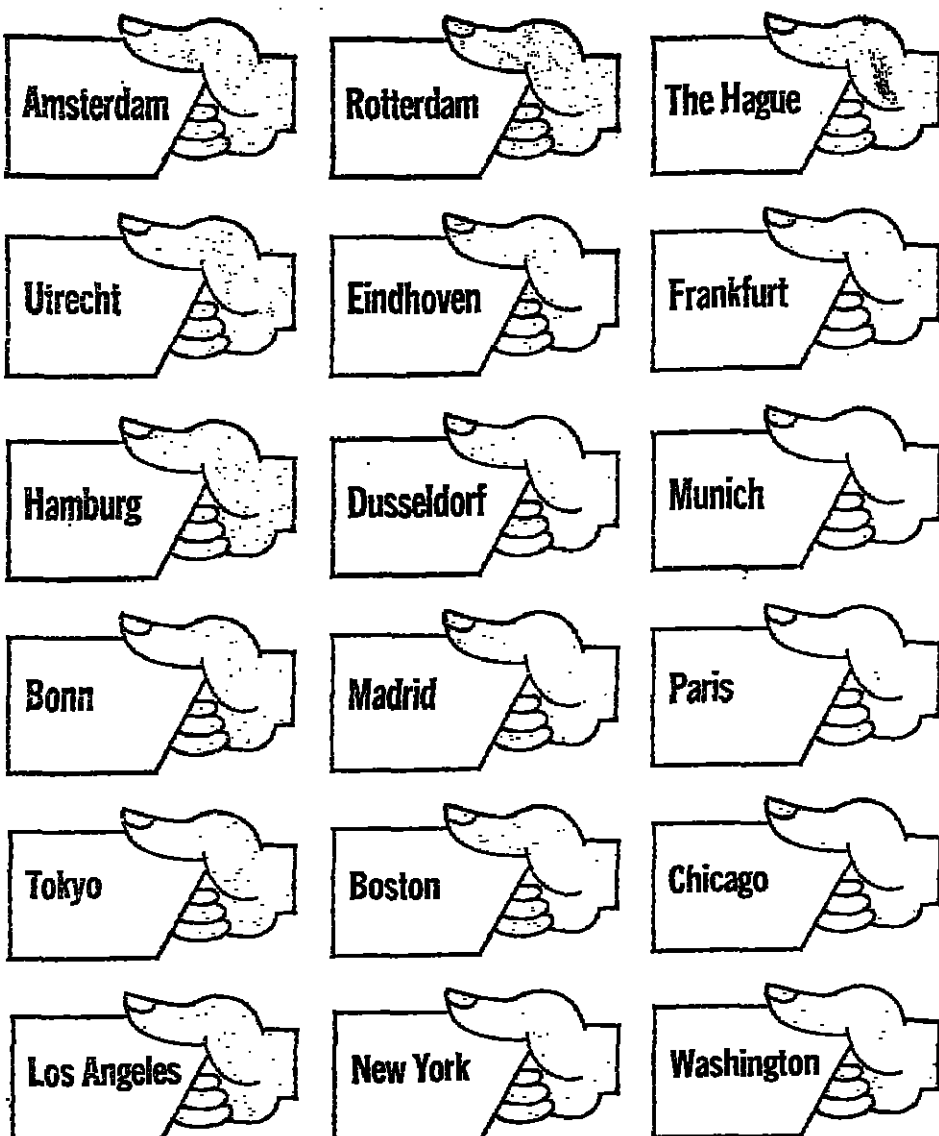 Amsterdam
Rotterdam
The Hague
Utrecht
Eindhoven
Frankfurt
Hamburg
Dusseldorf
Munich
Bonn
Madrid
Paris
Tokyo
Boston
Chicago
Los Angeles
New York
Washington